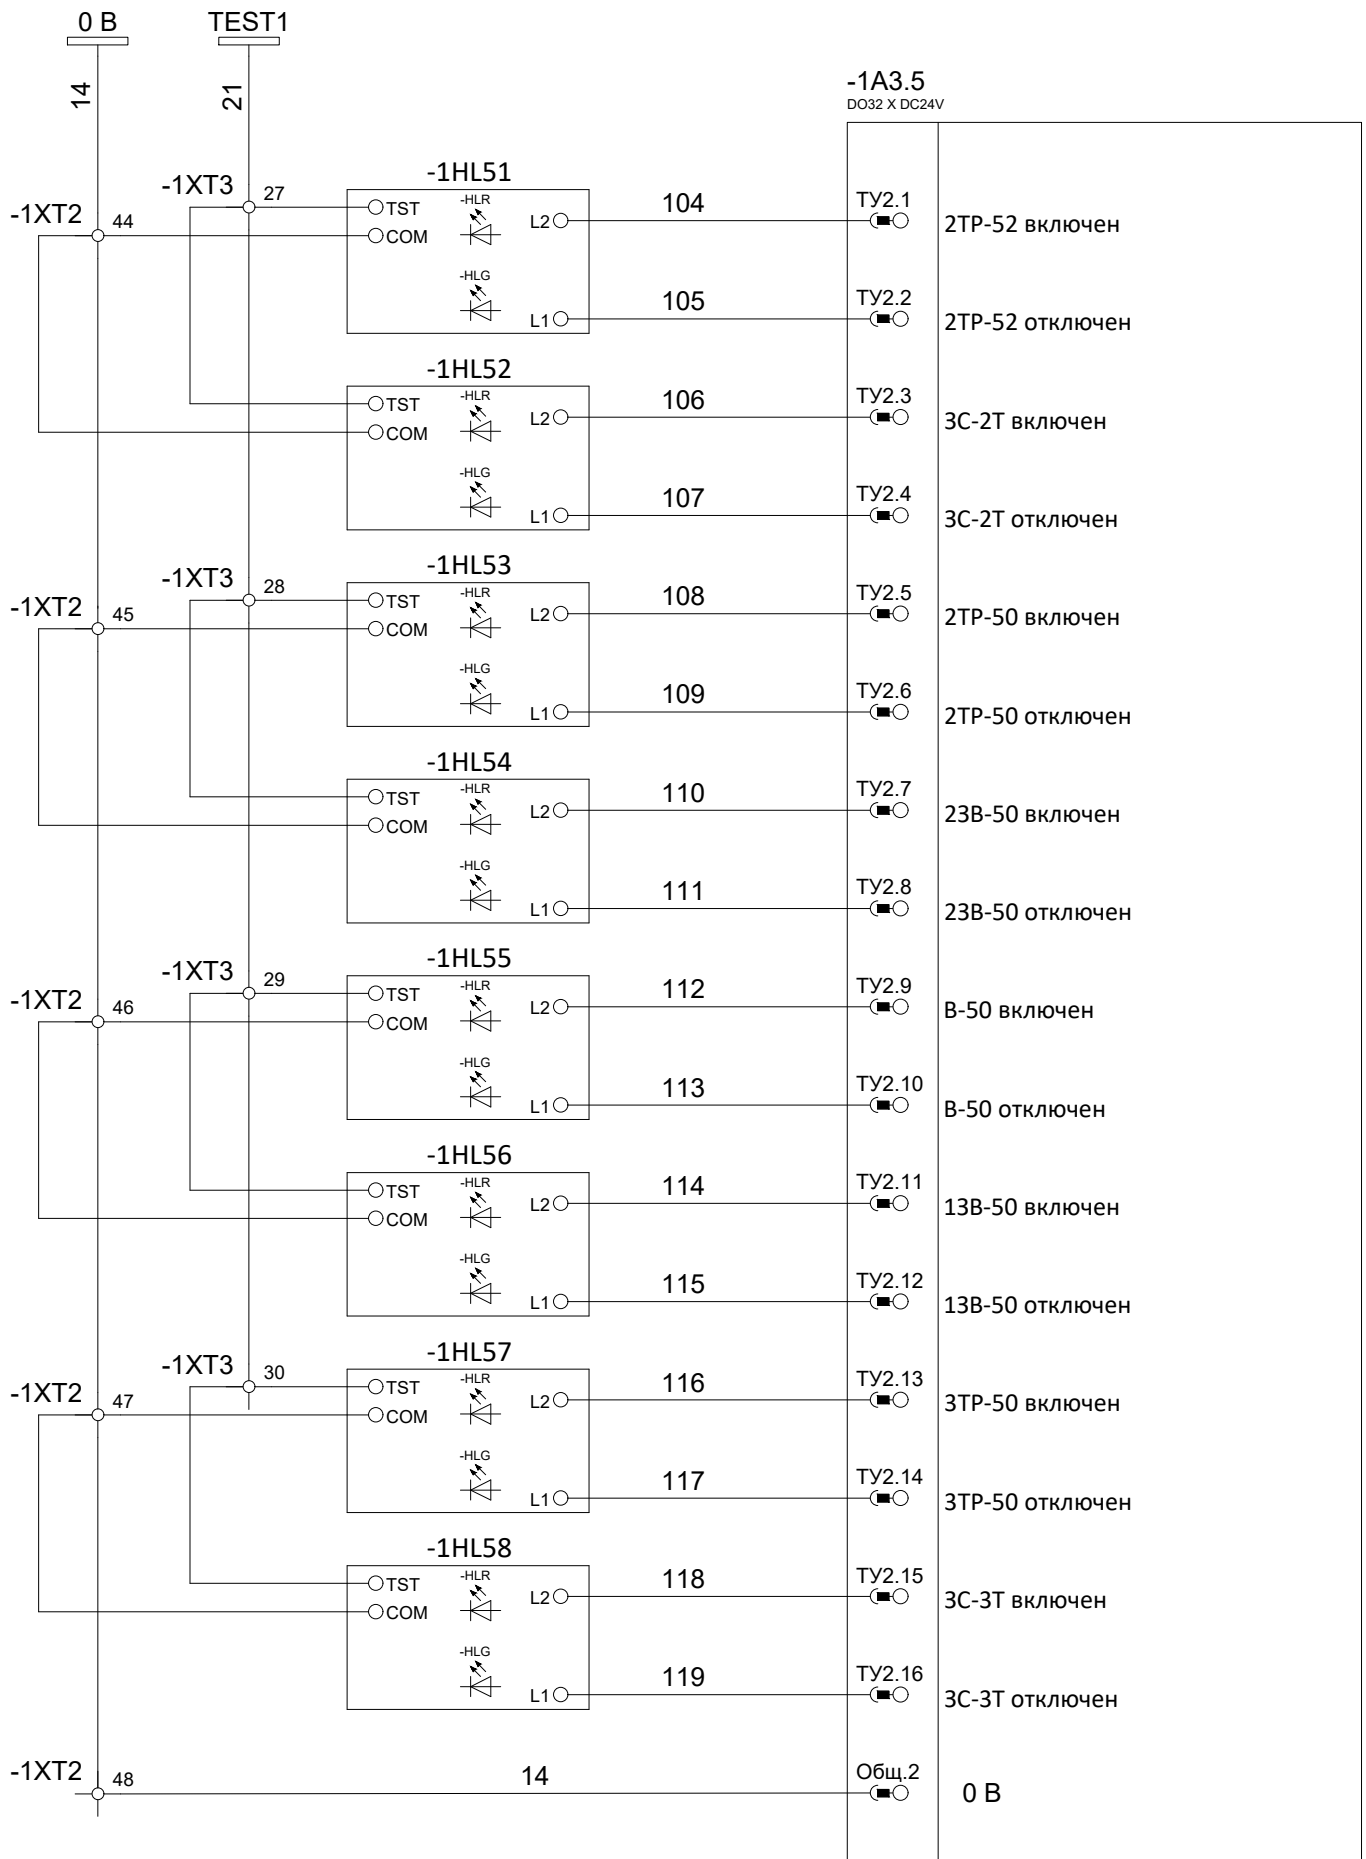 0 В
TEST1
14
21
-1А3.5
DO32 X DC24V
-1HL51
-1XT3
27
TST
-HLR
L2
104
ТУ2.1
2ТР-52 включен
-1XT2
44
COM
-HLG
L1
105
ТУ2.2
2ТР-52 отключен
-1HL52
TST
-HLR
L2
106
ТУ2.3
3С-2Т включен
COM
-HLG
L1
107
ТУ2.4
3С-2Т отключен
-1HL53
-1XT3
28
TST
-HLR
L2
108
ТУ2.5
2ТР-50 включен
-1XT2
45
COM
-HLG
L1
109
ТУ2.6
2ТР-50 отключен
-1HL54
TST
-HLR
L2
110
ТУ2.7
23В-50 включен
COM
-HLG
L1
111
ТУ2.8
23В-50 отключен
-1HL55
-1XT3
29
TST
-HLR
L2
112
ТУ2.9
В-50 включен
-1XT2
46
COM
-HLG
L1
113
ТУ2.10
В-50 отключен
-1HL56
TST
-HLR
L2
114
ТУ2.11
13В-50 включен
COM
-HLG
L1
115
ТУ2.12
13В-50 отключен
-1HL57
-1XT3
30
TST
-HLR
L2
116
ТУ2.13
3ТР-50 включен
-1XT2
47
COM
-HLG
L1
117
ТУ2.14
3ТР-50 отключен
-1HL58
TST
-HLR
L2
118
ТУ2.15
3С-3Т включен
COM
-HLG
L1
119
ТУ2.16
3С-3Т отключен
-1XT2
48
14
Общ.2
0 В